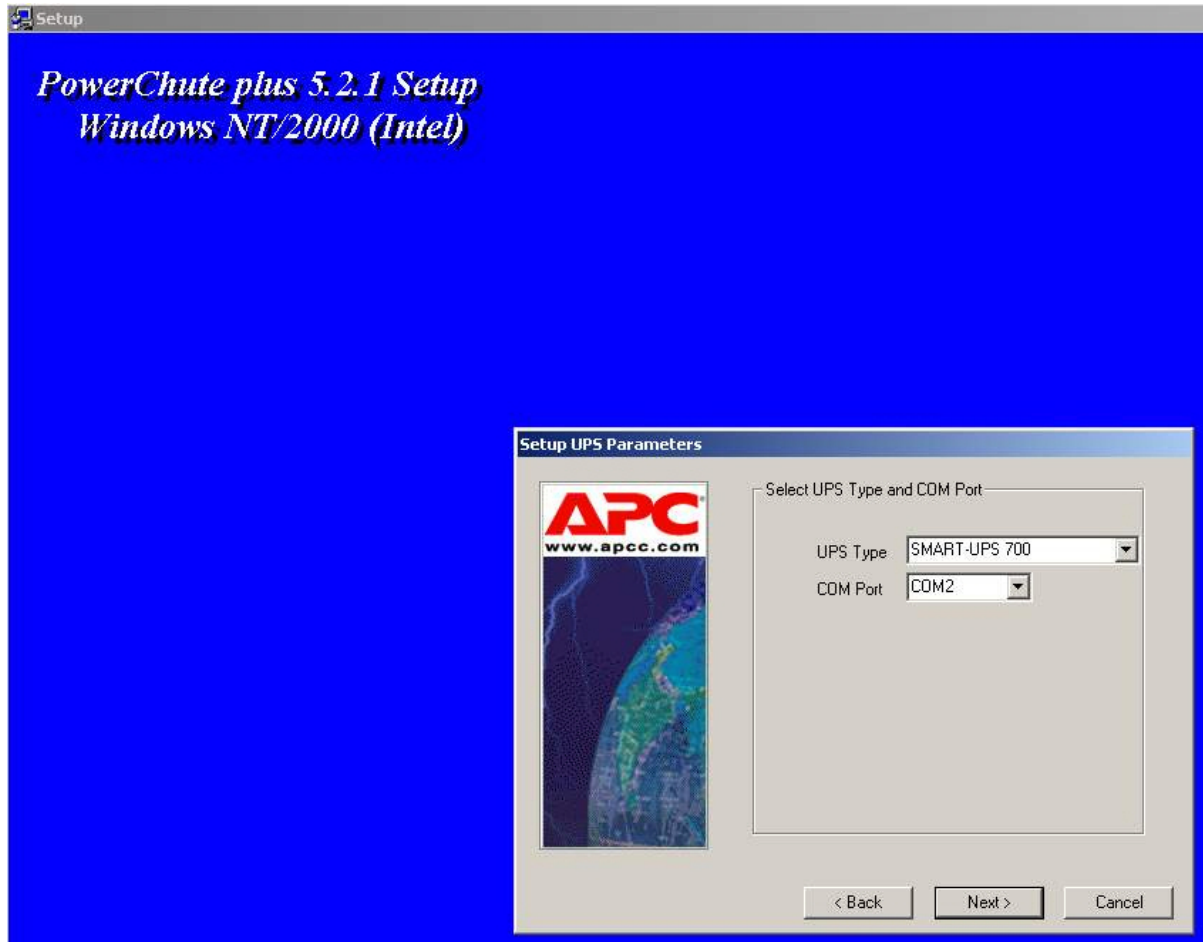 Setup
PowerChute plus 5.2.1 Setup
Windows NT/2000 (Intel)
Setup UPS Parameters
APC
www.apcc.com
Select UPS Type and COM Port
UPS Type SMART-UPS 700
COM Port COM2
< Back Next > Cancel